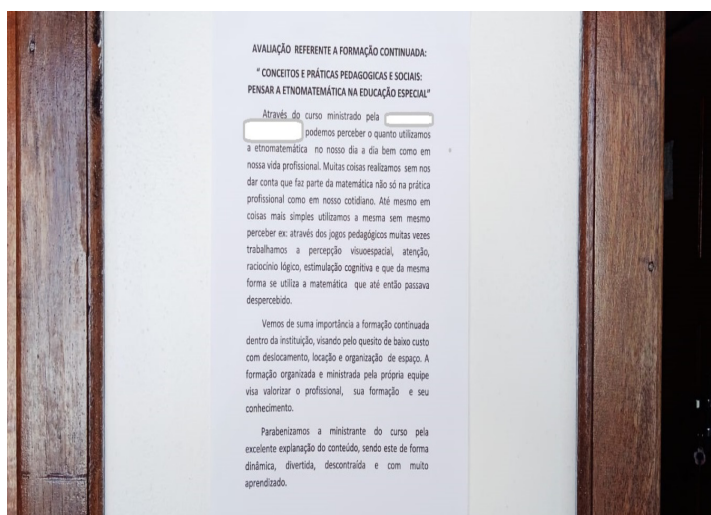 AVALIAÇÃO REFERENTE A FORMAÇÃO CONTINUADA:
" CONCEITOS E PRÁTICAS PEDAGOGICAS E SOCIAIS:
PENSAR A ETNOMATEMÁTICA NA EDUCAÇÃO ESPECIAL"
Através do curso ministrado pela
podemos perceber o quanto utilizamos
a etnomatemática no nosso dia a dia bem como em
nossa vida profissional. Muitas coisas realizamos sem nos
dar conta que faz parte da matemática não só na prática
profissional como em nosso cotidiano. Até mesmo em
coisas mais simples utilizamos a mesma sem mesmo
perceber ex: através dos jogos pedagógicos muitas vezes
trabalhamos a percepção visuoespacial, atenção,
raciocínio lógico, estimulação cognitiva e que da mesma
forma se utiliza a matemática que até então passava
despercebido.
Vemos de suma importância a formação continuada
dentro da instituição, visando pelo quesito de baixo custo
com deslocamento, locação e organização de espaço. A
formação organizada e ministrada pela própria equipe
visa valorizar o profissional, sua formação e seu
conhecimento.
Parabenizamos a ministrante do curso pela
excelente explanação do conteúdo, sendo este de forma
dinâmica, divertida, descontraída e com muito
aprendizado.